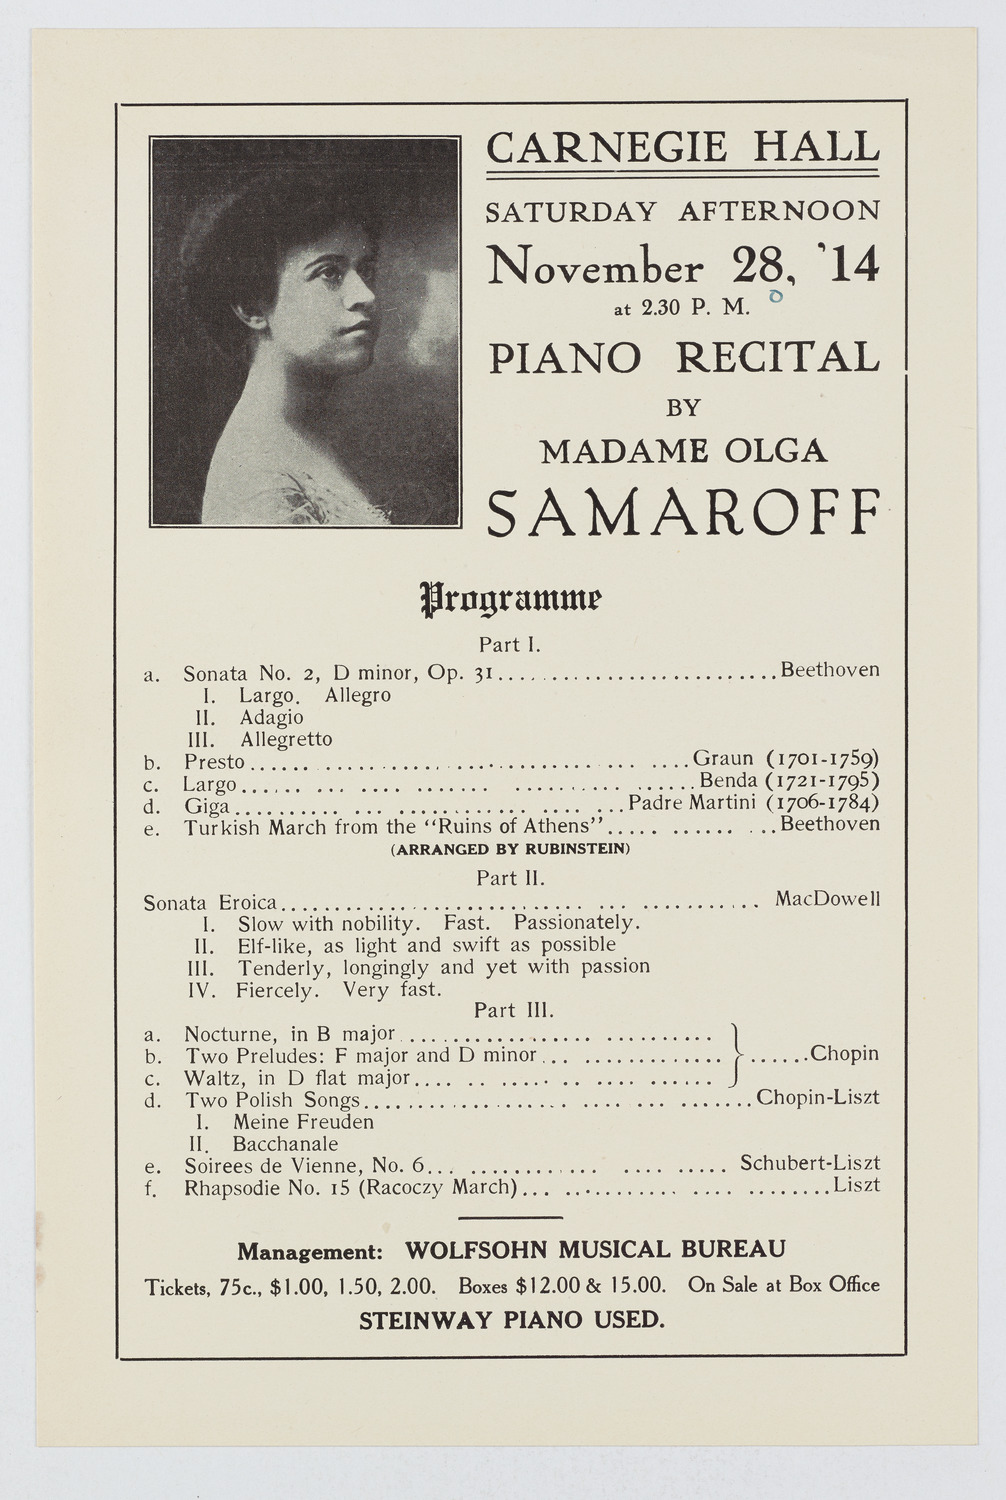 CARNEGIE HALL
SATURDAY AFTERNOON
November 28, '14
at 2.30 P. M.
PIANO RECITAL
BY
MADAME OLGA
SAMAROFF
Programme
Part I.
a. Sonata No. 2, D minor, Op. 31............................Beethoven
I. Largo. Allegro
II. Adagio
III. Allegretto
b. Presto............................................Graun (1701-1759)
c. Largo............................................Benda (1721-1795)
d. Giga............................................Padre Martini (1706-1784)
e. Turkish March from the "Ruins of Athens"..............Beethoven
(ARRANGED BY RUBINSTEIN)
Part II.
Sonata Eroica............................................ MacDowell
I. Slow with nobility. Fast. Passionately.
II. Elf-like, as light and swift as possible
III. Tenderly, longingly and yet with passion
IV. Fiercely. Very fast.
Part III.
a. Nocturne, in B major................................
b. Two Preludes: F major and D minor.................}......Chopin
c. Waltz, in D flat major.............................
d. Two Polish Songs....................................Chopin-Liszt
I. Meine Freuden
II. Bacchanale
e. Soirees de Vienne, No. 6........................ Schubert-Liszt
f. Rhapsodie No. 15 (Racoczy March)..........................Liszt
Management: WOLFSOHN MUSICAL BUREAU
Tickets, 75c., $1.00, 1.50, 2.00. Boxes $12.00 & 15.00. On Sale at Box Office
STEINWAY PIANO USED.